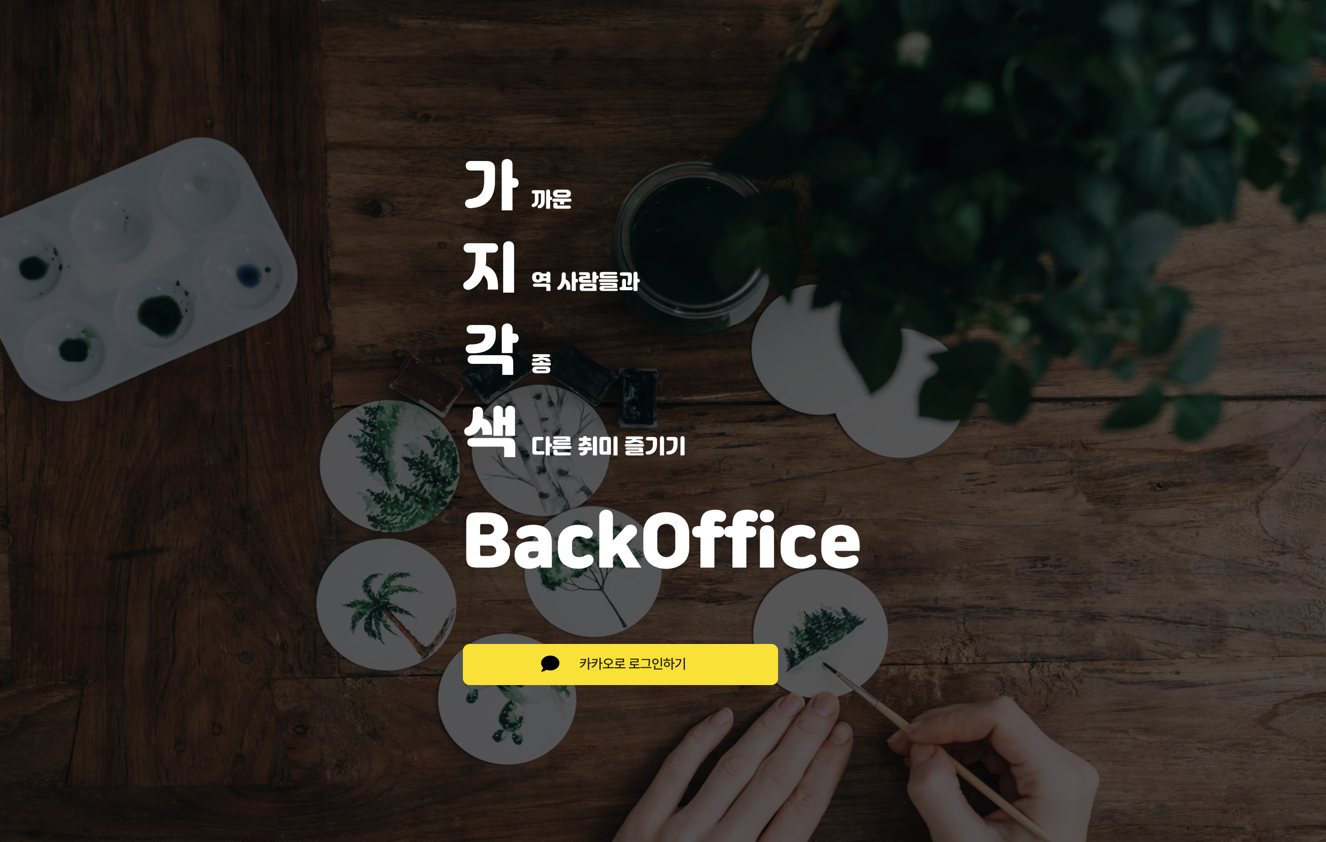 가 까운
지 역 사람들과
각 종
색 다른 취미 즐기기
BackOffice
카카오로 로그인하기